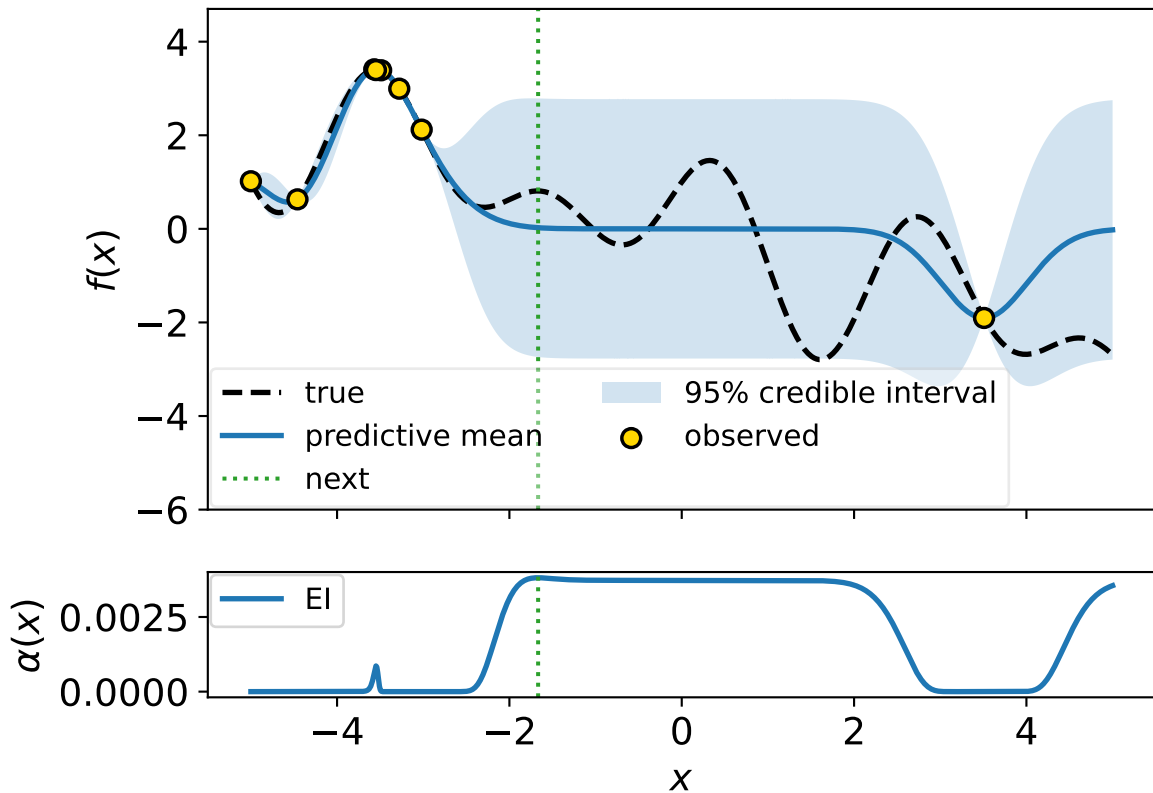 4
2
0
−2
−4
−6
f(x)
true
predictive mean
next
95% credible interval
observed
EI
0.0025
0.0000
α(x)
−4
−2
0
2
4
x